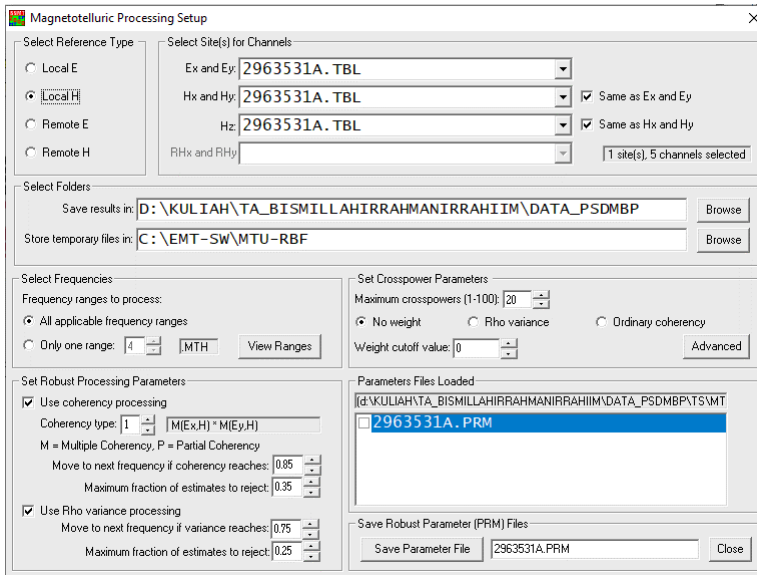 Magnetotelluric Processing Setup
Select Reference Type
Local E
Local H
Remote E
Remote H
Select Site(s) for Channels
Ex and Ey: 2963531A.TBL
Hx and Hy: 2963531A.TBL Same as Ex and Ey
Hz: 2963531A.TBL Same as Hx and Hy
RHx and RHy 1 site(s), 5 channels selected
Select Folders
Save results in: D:\KULIAH\TA_BISMILLAHIRRAHMANIRRAHIIM\DATA_PSDMBP Browse
Store temporary files in: C:\EMT-SW\MTU-RBF Browse
Select Frequencies
Frequency ranges to process:
All applicable frequency ranges
Only one range: 4 .MTH View Ranges
Set Crosspower Parameters
Maximum crosspowers (1-100): 20
No weight Rho variance Ordinary coherency
Weight cutoff value: 0 Advanced
Set Robust Processing Parameters
Use coherency processing
Coherency type: 1 M(Ex,H) * M(Ey,H)
M = Multiple Coherency, P = Partial Coherency
Move to next frequency if coherency reaches: 0.85
Maximum fraction of estimates to reject: 0.35
Use Rho variance processing
Move to next frequency if variance reaches: 0.75
Maximum fraction of estimates to reject: 0.25
Parameters Files Loaded
(d:\KULIAH\TA_BISMILLAHIRRAHMANIRRAHIIM\DATA_PSDMBP\TS\MT
2963531A.PRM
Save Robust Parameter (PRM) Files
Save Parameter File 2963531A.PRM Close